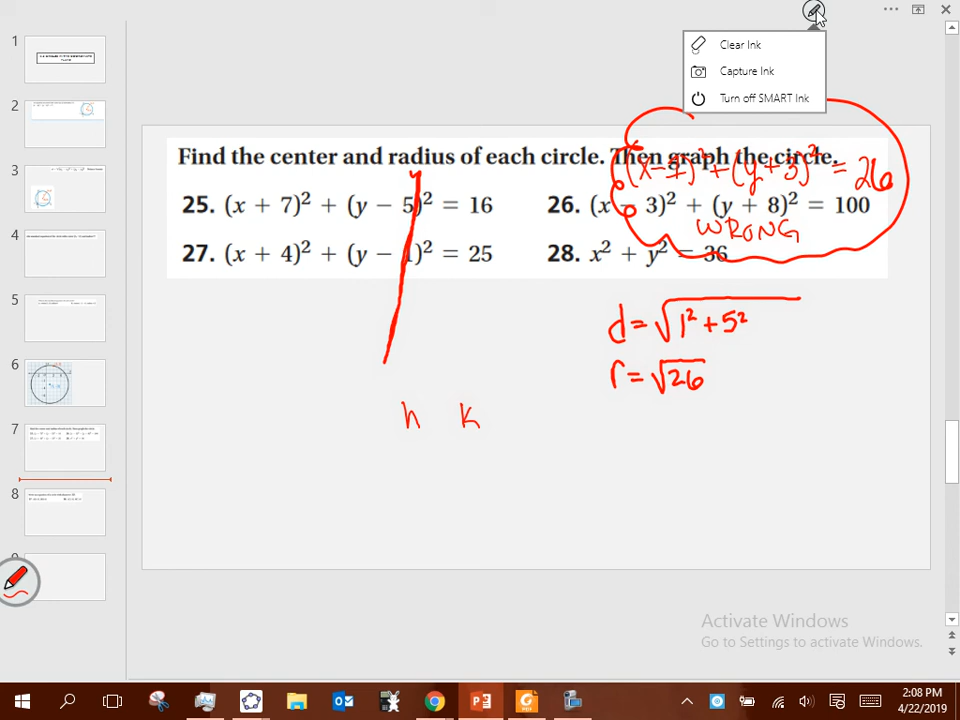 Clear Ink
Capture Ink
Turn off SMART Ink
1
2
3
4
5
6
7
8
Find the center and radius of each circle. Then graph the circle.
(x-)²+(y+3)² = 26
25. (x + 7)² + (y − 5)² = 16
26. (x − 3)² + (y + 8)² = 100
WRONG
27. (x + 4)² + (y − 1)² = 25
28. x² + y² = 36
d = √1² + 5²
r = √26
h k
Activate Windows
Go to Settings to activate Windows.
2:08 PM
4/22/2019